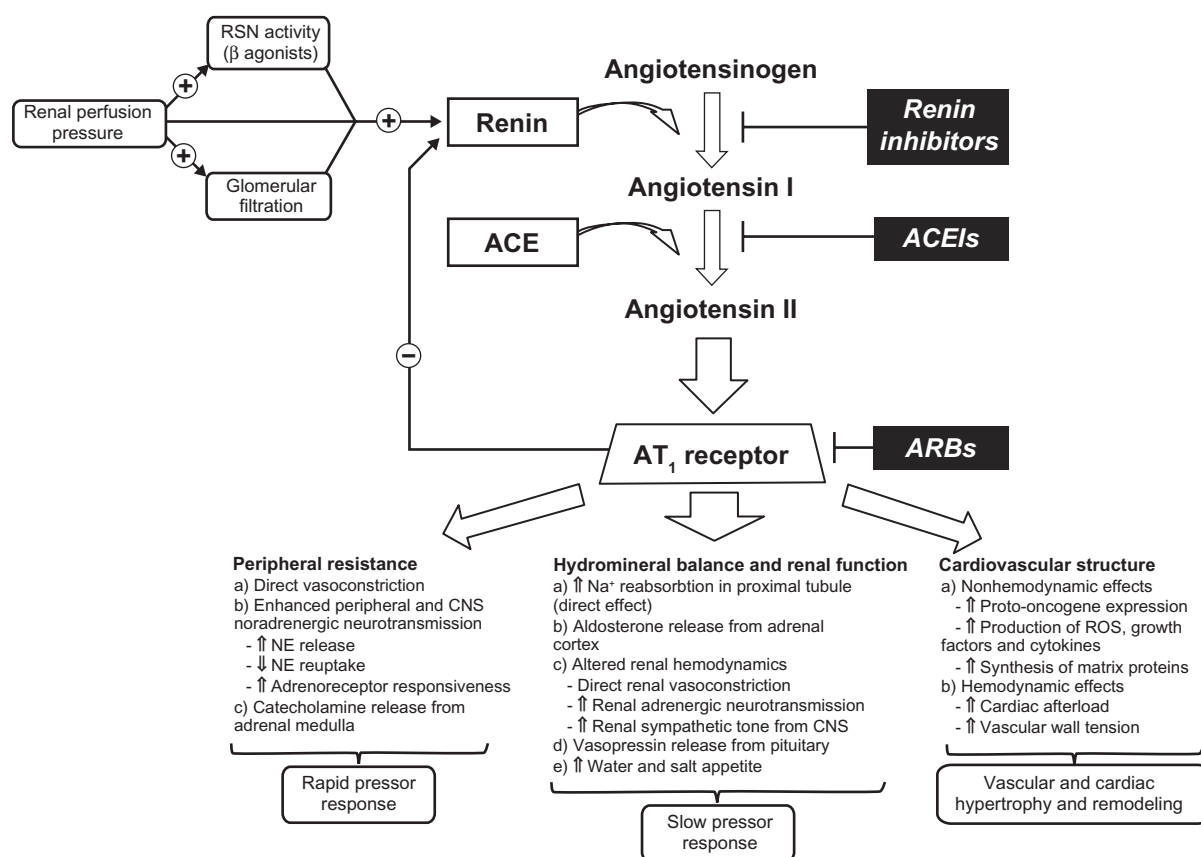 RSN activity
(β agonists)
+
Renal perfusion
pressure
+
+
Glomerular
filtration
Renin
Angiotensinogen
Renin
inhibitors
Angiotensin I
ACE
ACEIs
Angiotensin II
−
AT1 receptor
ARBs
Peripheral resistance
a) Direct vasoconstriction
b) Enhanced peripheral and CNS
noradrenergic neurotransmission
- ⇑ NE release
- ⇓ NE reuptake
- ⇑ Adrenoreceptor responsiveness
c) Catecholamine release from
adrenal medulla
Rapid pressor
response
Hydromineral balance and renal function
a) ⇑ Na⁺ reabsorbtion in proximal tubule
(direct effect)
b) Aldosterone release from adrenal
cortex
c) Altered renal hemodynamics
- Direct renal vasoconstriction
- ⇑ Renal adrenergic neurotransmission
- ⇑ Renal sympathetic tone from CNS
d) Vasopressin release from pituitary
e) ⇑ Water and salt appetite
Slow pressor
response
Cardiovascular structure
a) Nonhemodynamic effects
- ⇑ Proto-oncogene expression
- ⇑ Production of ROS, growth
factors and cytokines
- ⇑ Synthesis of matrix proteins
b) Hemodynamic effects
- ⇑ Cardiac afterload
- ⇑ Vascular wall tension
Vascular and cardiac
hypertrophy and remodeling